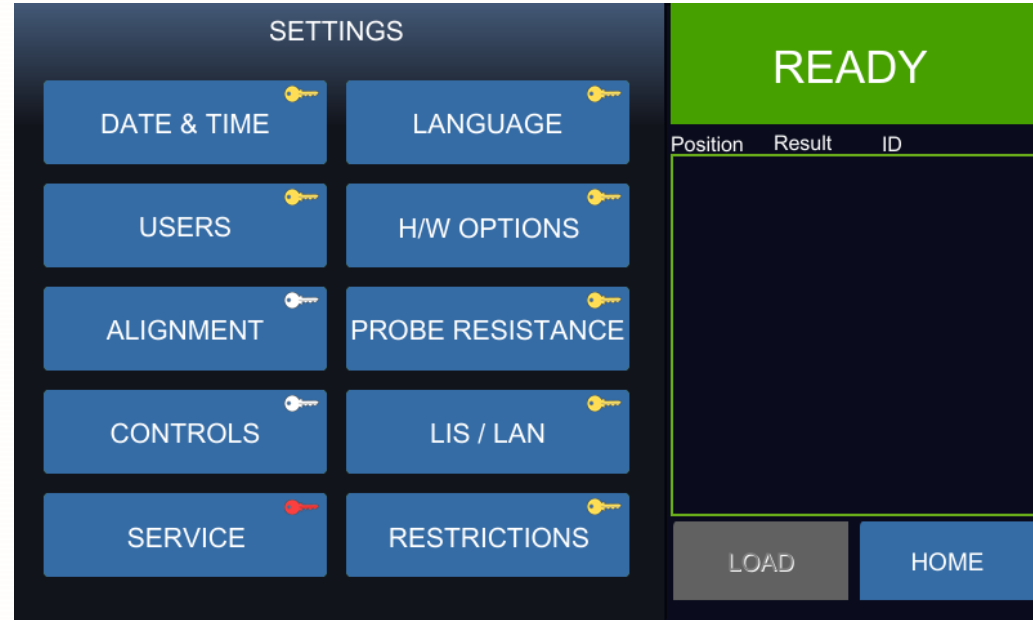 SETTINGS
DATE & TIME
LANGUAGE
USERS
H/W OPTIONS
ALIGNMENT
PROBE RESISTANCE
CONTROLS
LIS / LAN
SERVICE
RESTRICTIONS
READY
Position Result ID
LOAD
HOME